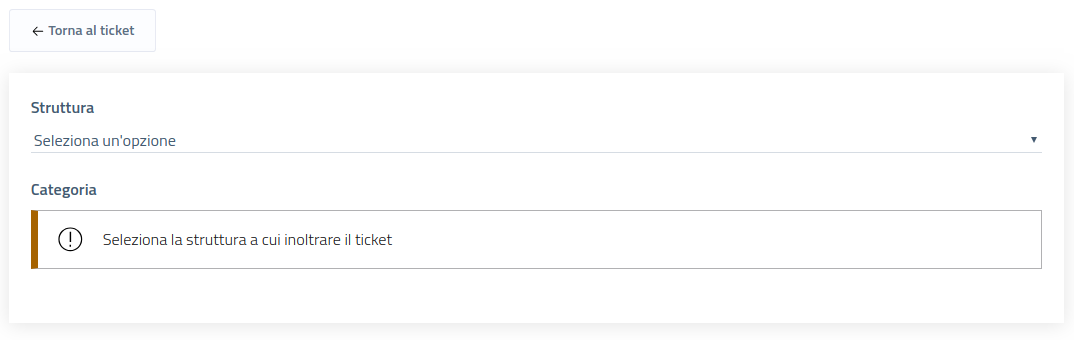 ← Torna al ticket
Struttura
Seleziona un'opzione
Categoria
Seleziona la struttura a cui inoltrare il ticket